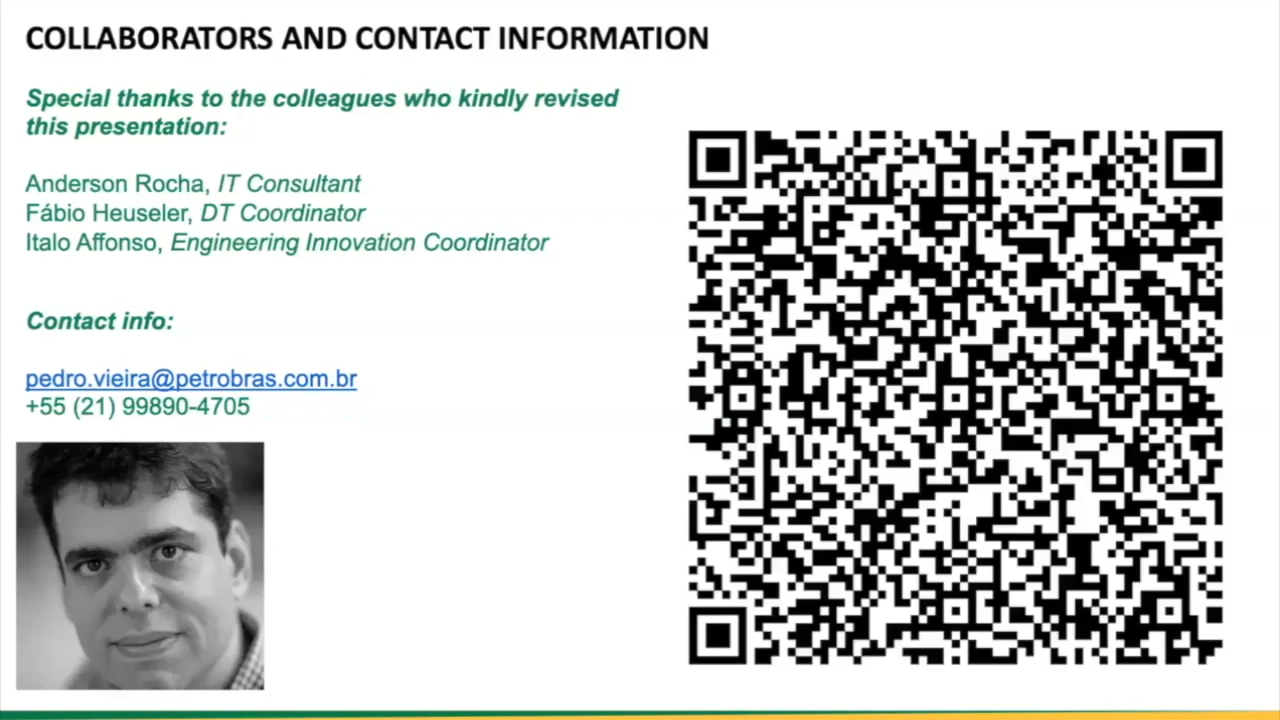 COLLABORATORS AND CONTACT INFORMATION
Special thanks to the colleagues who kindly revised
this presentation:
Anderson Rocha, IT Consultant
Fábio Heuseler, DT Coordinator
Italo Affonso, Engineering Innovation Coordinator
Contact info:
pedro.vieira@petrobras.com.br
+55 (21) 99890-4705